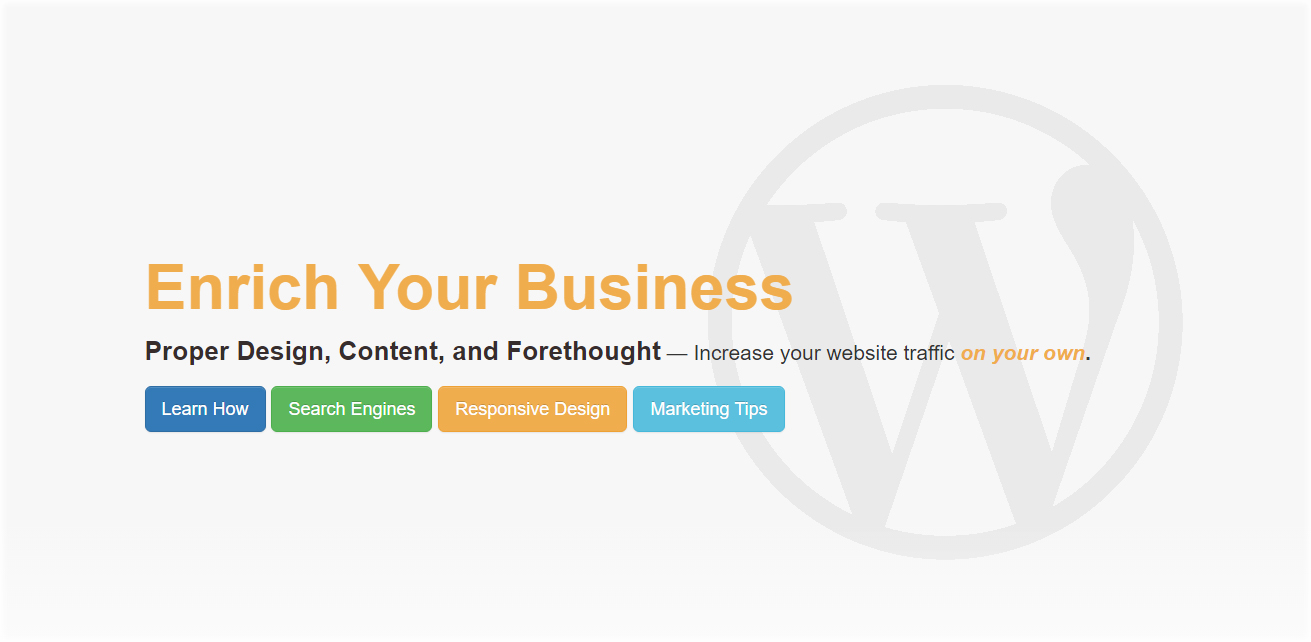 Enrich Your Business
Proper Design, Content, and Forethought — Increase your website traffic on your own.
Learn How Search Engines Responsive Design Marketing Tips